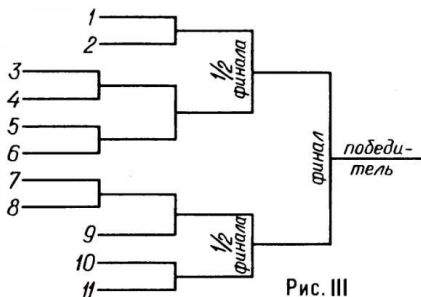 1
2
3
4
5
6
7
8
9
10
11
1/2
финала
1/2
финала
финал
победи-
тель
Рис. III